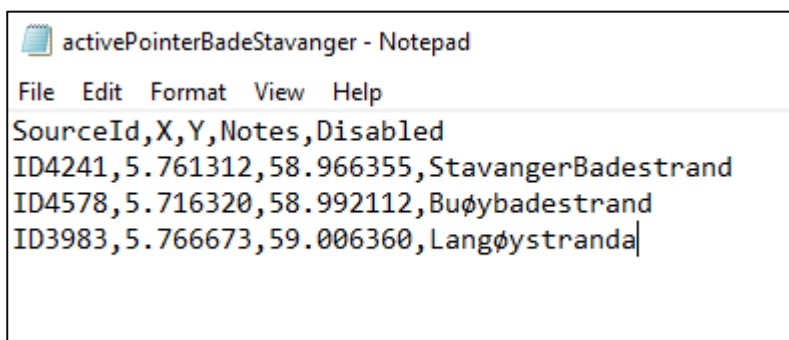 activePointerBadeStavanger - Notepad
File Edit Format View Help
SourceId,X,Y,Notes,Disabled
ID4241,5.761312,58.966355,StavangerBadestrand
ID4578,5.716320,58.992112,Buøybadestrand
ID3983,5.766673,59.006360,Langøystranda